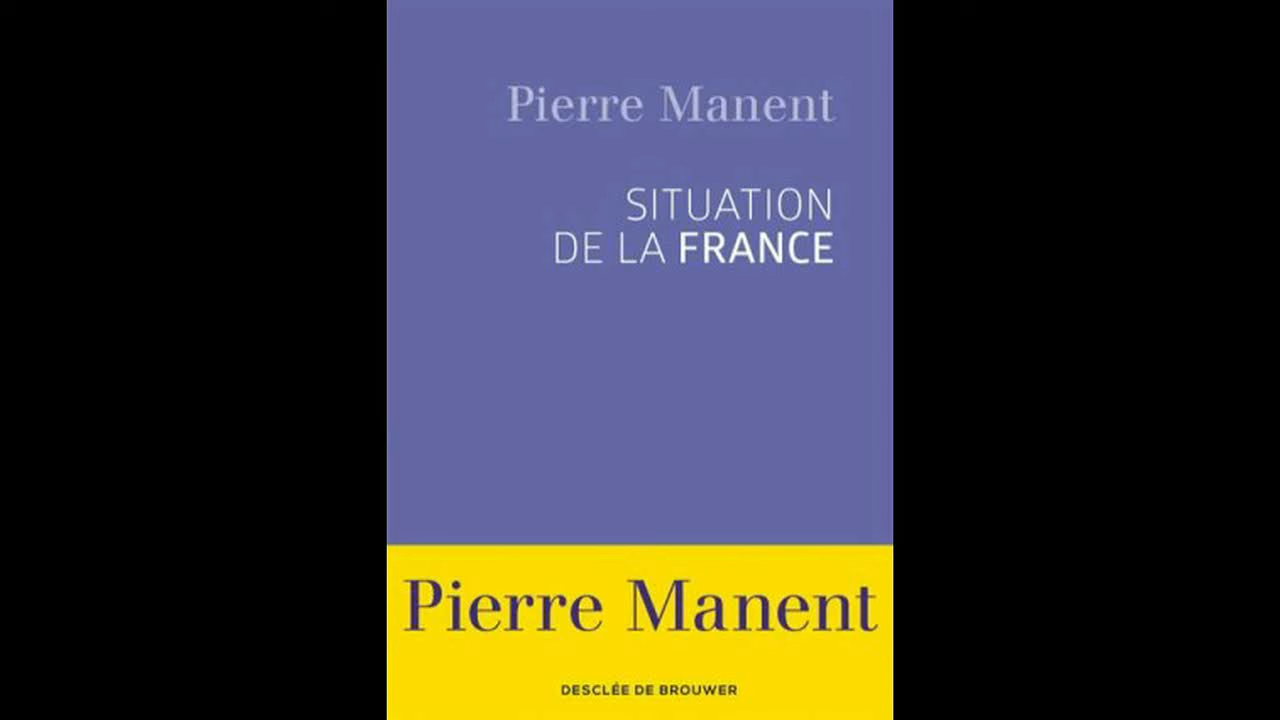 Pierre Manent
SITUATION
DE LA FRANCE
Pierre Manent
DESCLÉE DE BROUWER